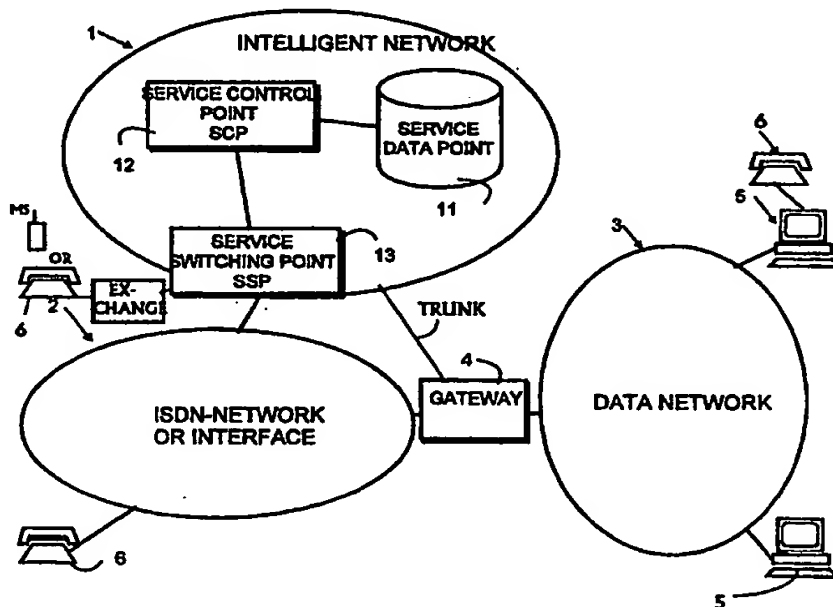 1
INTELLIGENT NETWORK
SERVICE CONTROL
POINT
SCP
12
SERVICE
DATA POINT
11
6
5
MS
OR
6
EX-
CHANGE
2
SERVICE
SWITCHING POINT
SSP
13
3
TRUNK
4
GATEWAY
ISDN-NETWORK
OR INTERFACE
DATA NETWORK
6
5